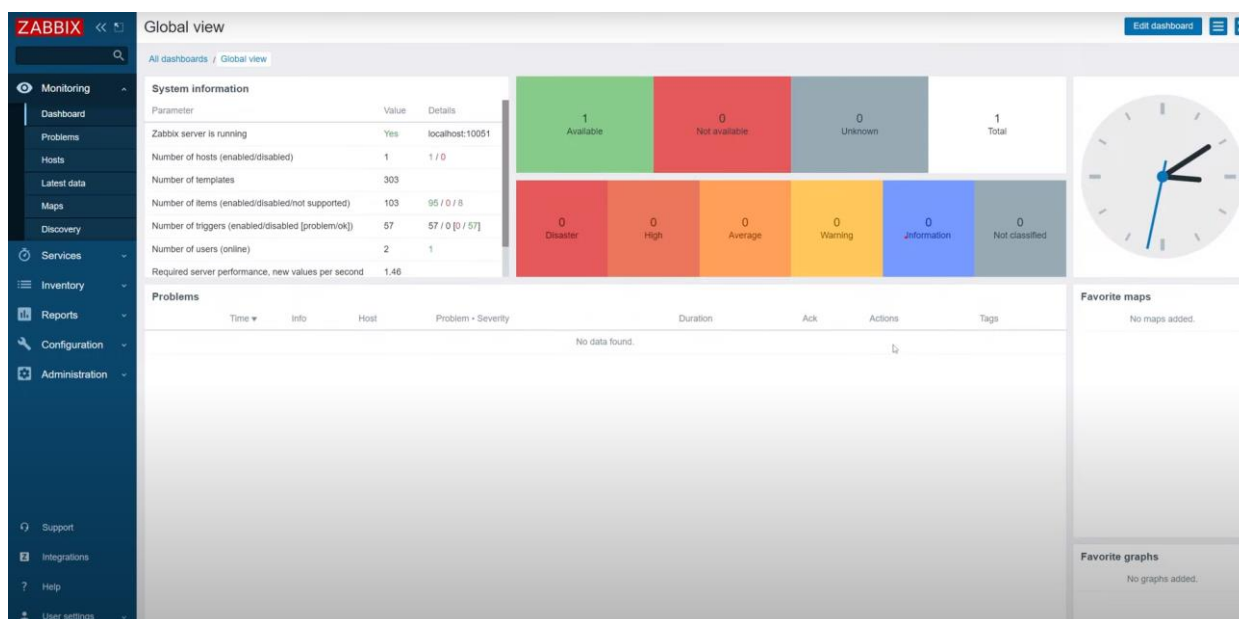 ZABBIX
Global view
Edit dashboard
All dashboards / Global view
Monitoring
Dashboard
Problems
Hosts
Latest data
Maps
Discovery
Services
Inventory
Reports
Configuration
Administration
Support
Integrations
Help
User settings
System information
Parameter Value Details
Zabbix server is running Yes localhost:10051
Number of hosts (enabled/disabled) 1 1 / 0
Number of templates 303
Number of items (enabled/disabled/not supported) 103 95 / 0 / 8
Number of triggers (enabled/disabled [problem/ok]) 57 57 / 0 [0 / 57]
Number of users (online) 2 1
Required server performance, new values per second 1.46
1 Available
0 Not available
0 Unknown
1 Total
0 Disaster
0 High
0 Average
0 Warning
0 Information
0 Not classified
Problems
Time Info Host Problem • Severity Duration Ack Actions Tags
No data found.
Favorite maps
No maps added.
Favorite graphs
No graphs added.